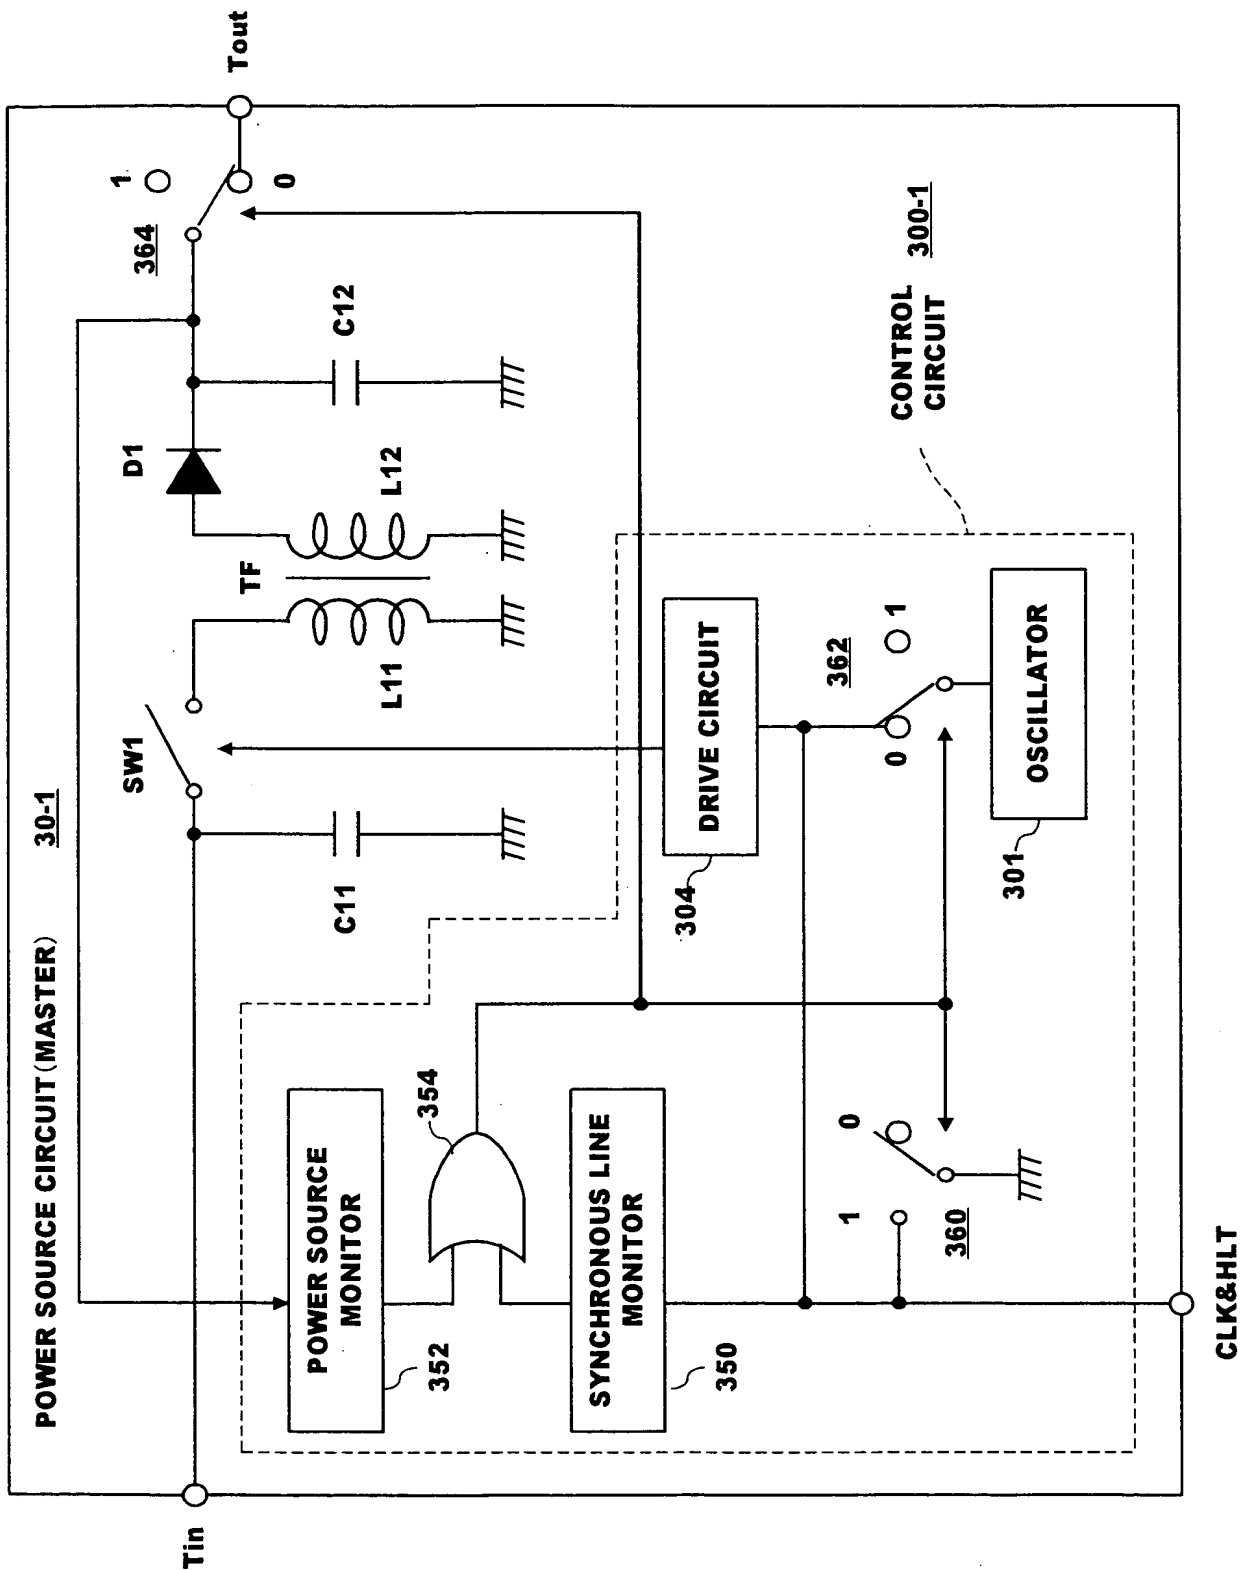 POWER SOURCE CIRCUIT(MASTER) 30-1
Tin
SW1
TF
D1
364
1
0
Tout
C11
L11
L12
C12
POWER SOURCE
MONITOR
352
354
SYNCHRONOUS LINE
MONITOR
350
304
DRIVE CIRCUIT
CONTROL
CIRCUIT
300-1
1
0
360
0
1
362
301
OSCILLATOR
CLK&HLT